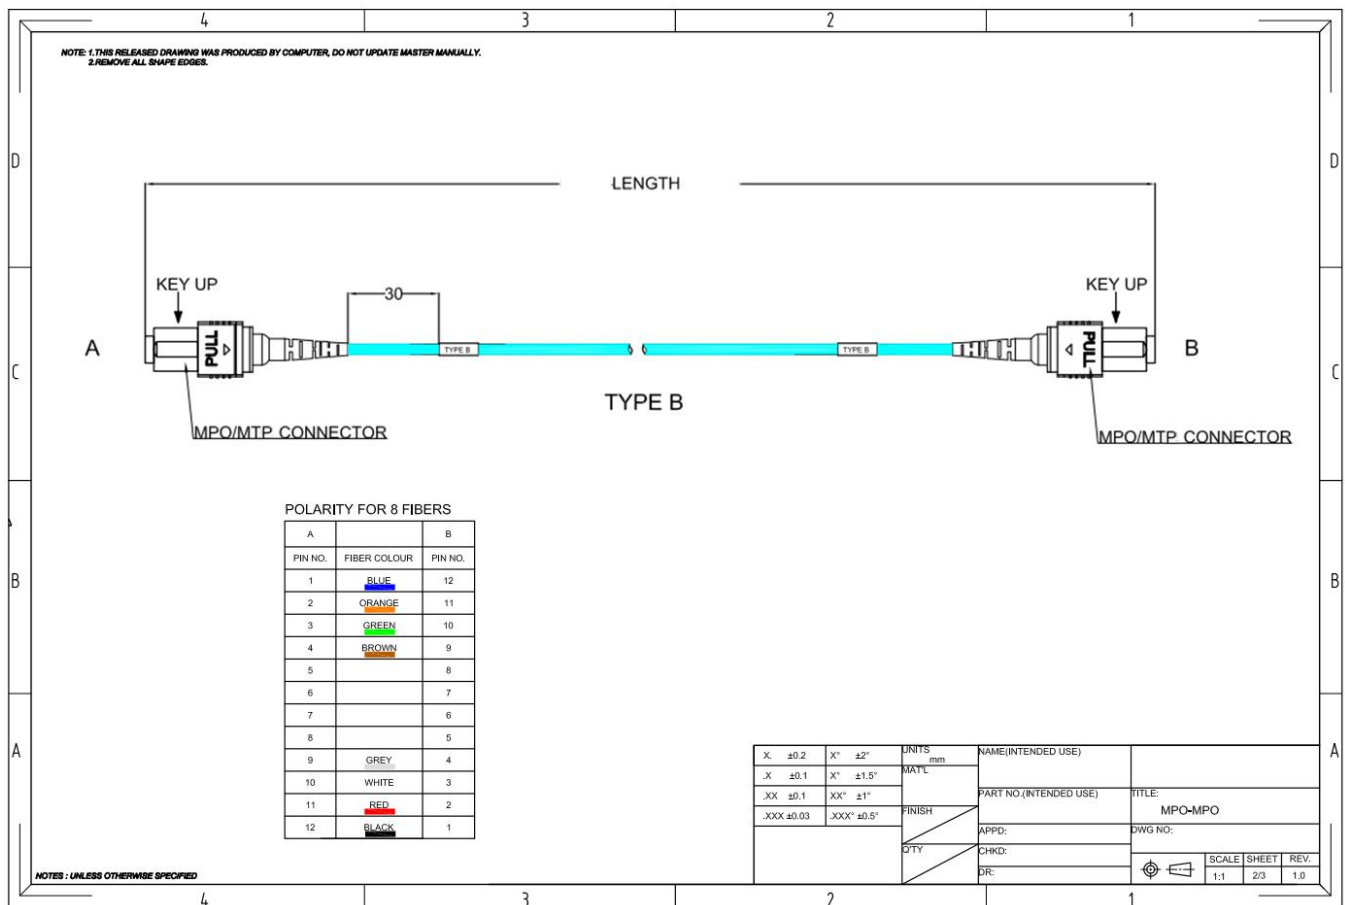 4 3 2 1
NOTE: 1.THIS RELEASED DRAWING WAS PRODUCED BY COMPUTER, DO NOT UPDATE MASTER MANUALLY.
2.REMOVE ALL SHAPE EDGES.
D D
LENGTH
KEY UP KEY UP
30
A PULL TYPE B TYPE B PULL B
C C
TYPE B
MPO/MTP CONNECTOR MPO/MTP CONNECTOR
POLARITY FOR 8 FIBERS
A B
PIN NO. FIBER COLOUR PIN NO.
B B
1 BLUE 12
2 ORANGE 11
3 GREEN 10
4 BROWN 9
5 8
6 7
7 6
8 5
9 GREY 4
10 WHITE 3
11 RED 2
12 BLACK 1
A A
X. ±0.2 X° ±2°
.X ±0.1 X° ±1.5°
.XX ±0.1 XX° ±1°
.XXX ±0.03 .XXX° ±0.5°
UNITS
mm
MAT'L
FINISH
Q'TY
NAME(INTENDED USE)
PART NO.(INTENDED USE)
APPD:
CHKD:
DR:
TITLE:
MPO-MPO
DWG NO:
SCALE SHEET REV.
1:1 2/3 1.0
NOTES : UNLESS OTHERWISE SPECIFIED
4 3 2 1